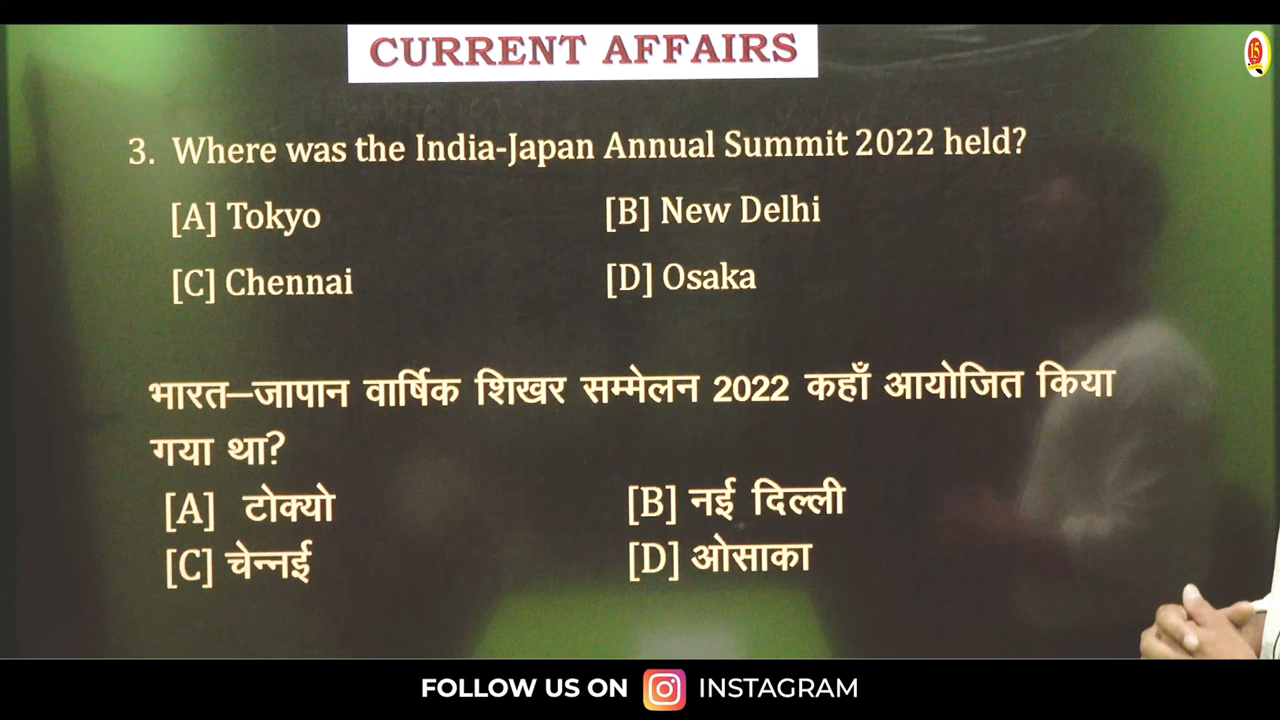 CURRENT AFFAIRS
15
3. Where was the India-Japan Annual Summit 2022 held?
[A] Tokyo [B] New Delhi
[C] Chennai [D] Osaka
भारत–जापान वार्षिक शिखर सम्मेलन 2022 कहाँ आयोजित किया
गया था?
[A] टोक्यो [B] नई दिल्ली
[C] चेन्नई [D] ओसाका
FOLLOW US ON INSTAGRAM